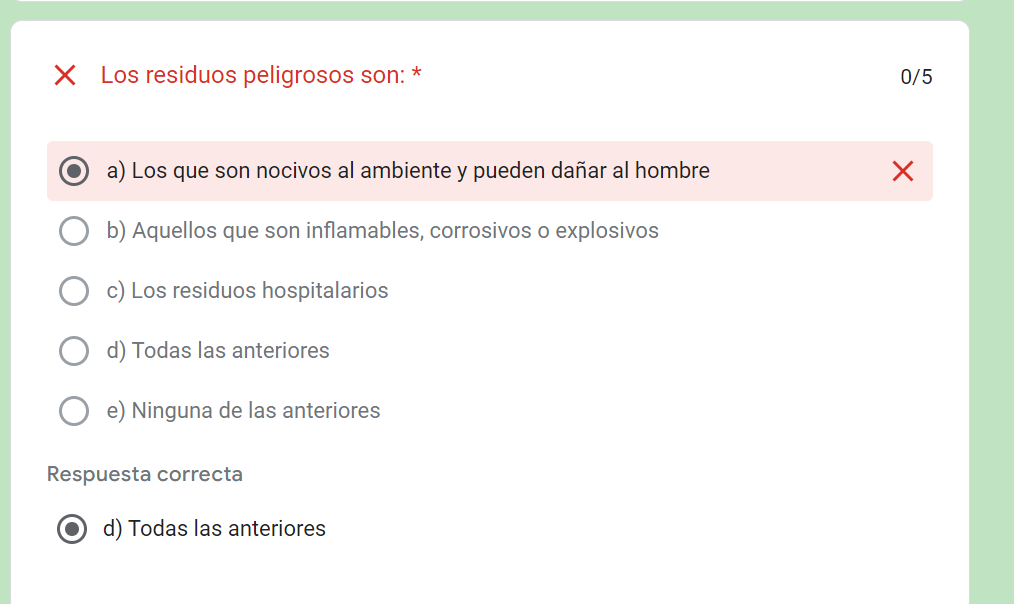 Los residuos peligrosos son: *
0/5
a) Los que son nocivos al ambiente y pueden dañar al hombre
b) Aquellos que son inflamables, corrosivos o explosivos
c) Los residuos hospitalarios
d) Todas las anteriores
e) Ninguna de las anteriores
Respuesta correcta
d) Todas las anteriores